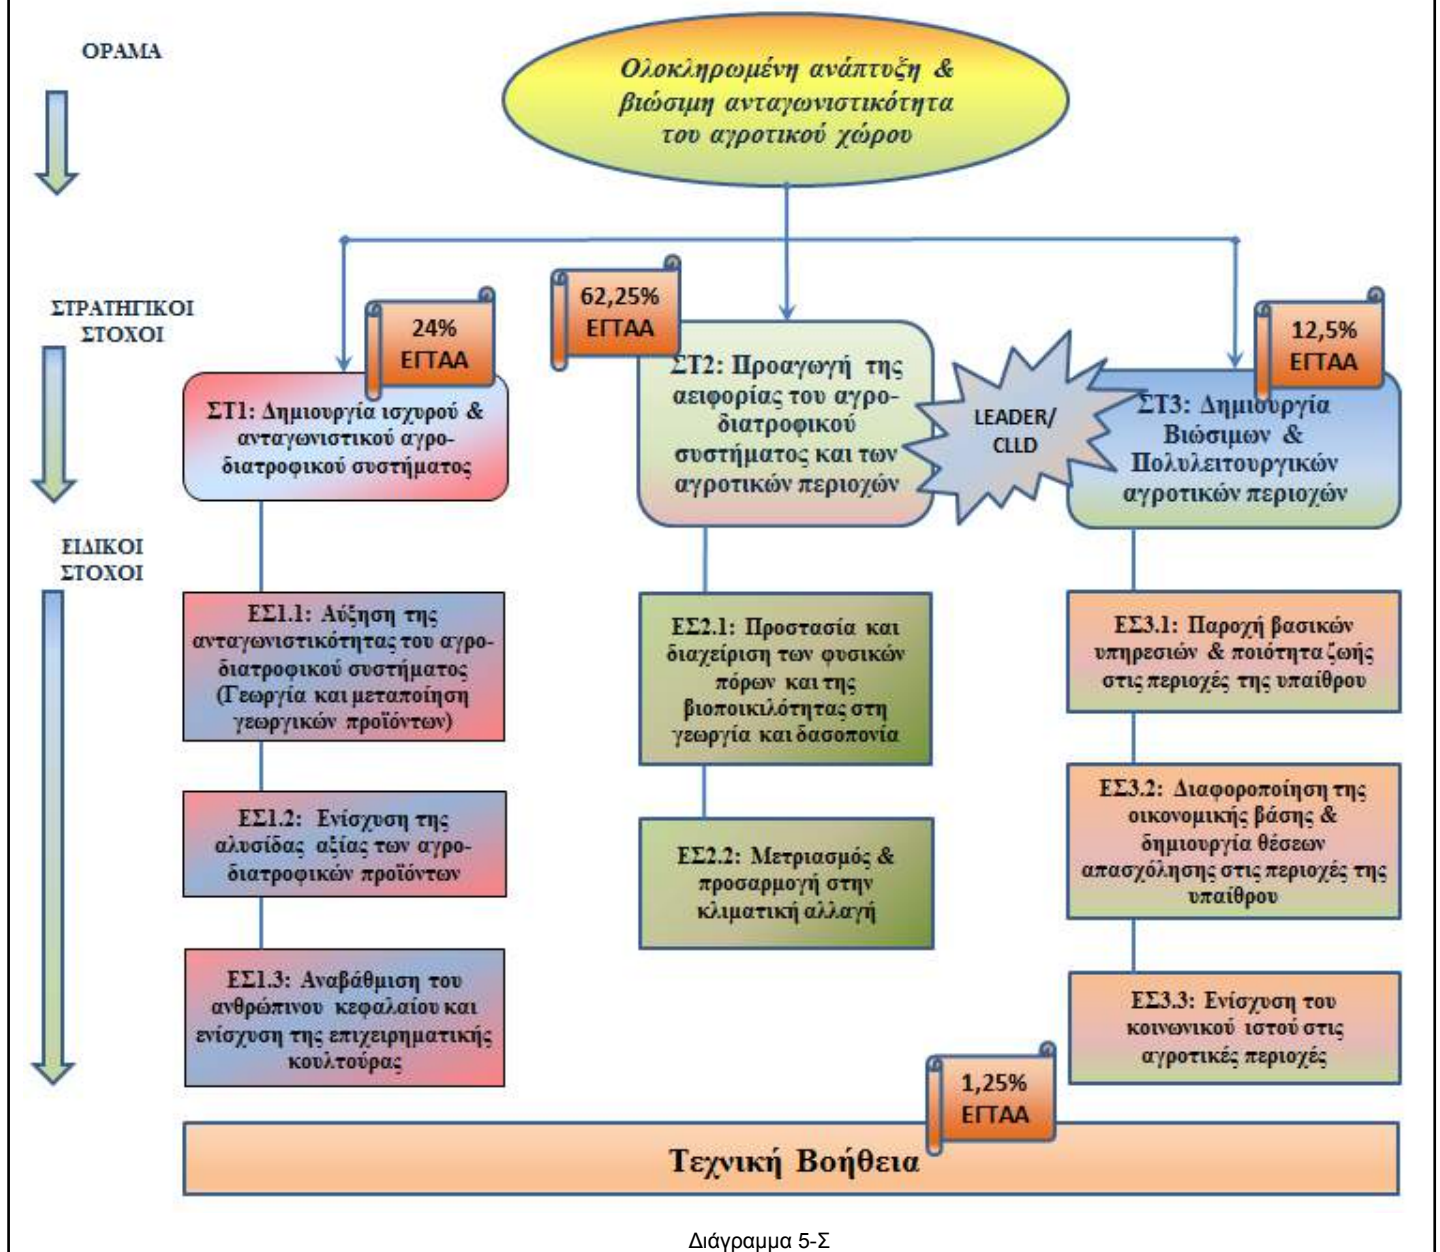 ΟΡΑΜΑ
Ολοκληρωμένη ανάπτυξη &
βιώσιμη ανταγωνιστικότητα
του αγροτικού χώρου
ΣΤΡΑΤΗΓΙΚΟΙ
ΣΤΟΧΟΙ
24%
ΕΓΤΑΑ
62,25%
ΕΓΤΑΑ
12,5%
ΕΓΤΑΑ
ΣΤ1: Δημιουργία ισχυρού &
ανταγωνιστικού αγρο-
διατροφικού συστήματος
ΣΤ2: Προαγωγή της
αειφορίας του αγρο-
διατροφικού
συστήματος και των
αγροτικών περιοχών
LEADER/
CLLD
ΣΤ3: Δημιουργία
Βιώσιμων &
Πολυλειτουργικών
αγροτικών περιοχών
ΕΙΔΙΚΟΙ
ΣΤΟΧΟΙ
ΕΣ1.1: Αύξηση της
ανταγωνιστικότητας του αγρο-
διατροφικού συστήματος
(Γεωργία και μεταποίηση
γεωργικών προϊόντων)
ΕΣ1.2: Ενίσχυση της
αλυσίδας αξίας των αγρο-
διατροφικών προϊόντων
ΕΣ1.3: Αναβάθμιση του
ανθρώπινου κεφαλαίου και
ενίσχυση της επιχειρηματικής
κουλτούρας
ΕΣ2.1: Προστασία και
διαχείριση των φυσικών
πόρων και της
βιοποικιλότητας στη
γεωργία και δασοπονία
ΕΣ2.2: Μετριασμός &
προσαρμογή στην
κλιματική αλλαγή
ΕΣ3.1: Παροχή βασικών
υπηρεσιών & ποιότητα ζωής
στις περιοχές της υπαίθρου
ΕΣ3.2: Διαφοροποίηση της
οικονομικής βάσης &
δημιουργία θέσεων
απασχόλησης στις περιοχές της
υπαίθρου
ΕΣ3.3: Ενίσχυση του
κοινωνικού ιστού στις
αγροτικές περιοχές
1,25%
ΕΓΤΑΑ
Τεχνική Βοήθεια
Διάγραμμα 5-Σ